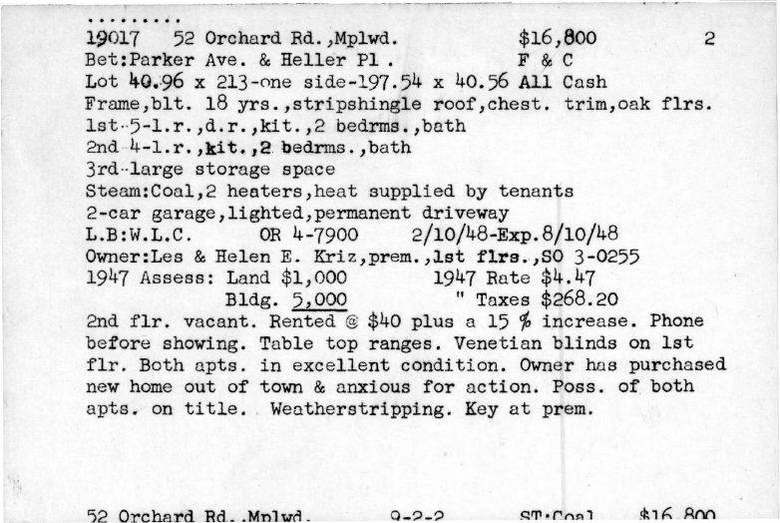 .........
19017 52 Orchard Rd.,Mplwd. $16,800 2
Bet:Parker Ave. & Heller Pl. F & C
Lot 40.96 x 213-one side-197.54 x 40.56 All Cash
Frame,blt. 18 yrs.,stripshingle roof,chest. trim,oak flrs.
1st-5-l.r.,d.r.,kit.,2 bedrms.,bath
2nd 4-l.r.,kit.,2 bedrms.,bath
3rd-large storage space
Steam:Coal,2 heaters,heat supplied by tenants
2-car garage,lighted,permanent driveway
L.B:W.L.C. OR 4-7900 2/10/48-Exp.8/10/48
Owner:Les & Helen E. Kriz,prem.,1st flrs.,SO 3-0255
1947 Assess: Land $1,000 1947 Rate $4.47
Bldg. 5,000 " Taxes $268.20
2nd flr. vacant. Rented @ $40 plus a 15 % increase. Phone
before showing. Table top ranges. Venetian blinds on 1st
flr. Both apts. in excellent condition. Owner has purchased
new home out of town & anxious for action. Poss. of both
apts. on title. Weatherstripping. Key at prem.
52 Orchard Rd.,Mplwd. 9-2-2 ST:Coal $16,800